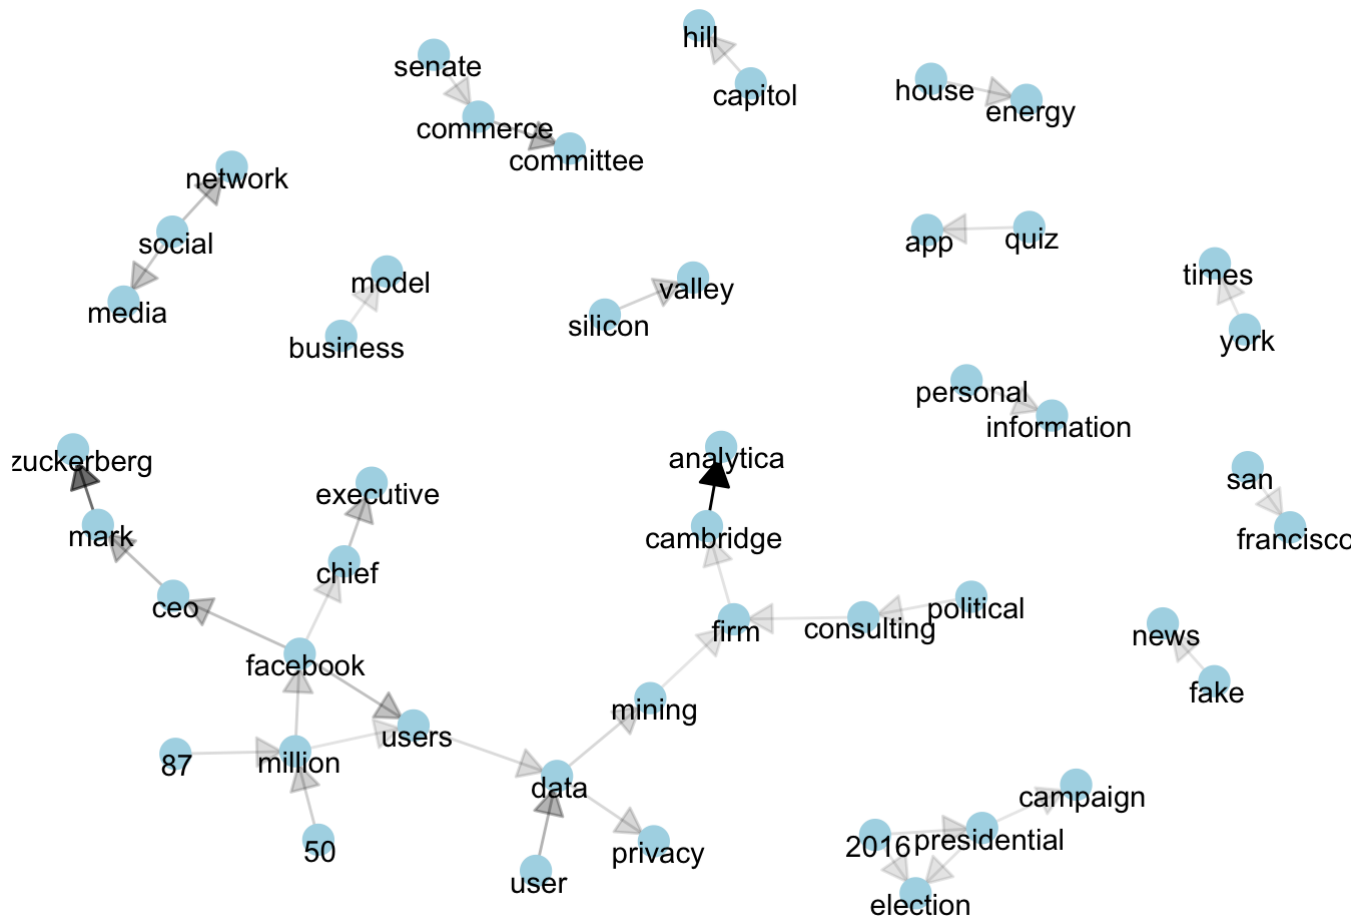 hill
senate
capitol
house
energy
commerce
committee
network
social
app
quiz
media
model
valley
times
business
silicon
york
personal
information
zuckerberg
analytica
executive
san
mark
cambridge
francisco
chief
ceo
firm
consulting
political
news
facebook
fake
mining
users
87
million
data
campaign
50
privacy
2016
presidential
user
election